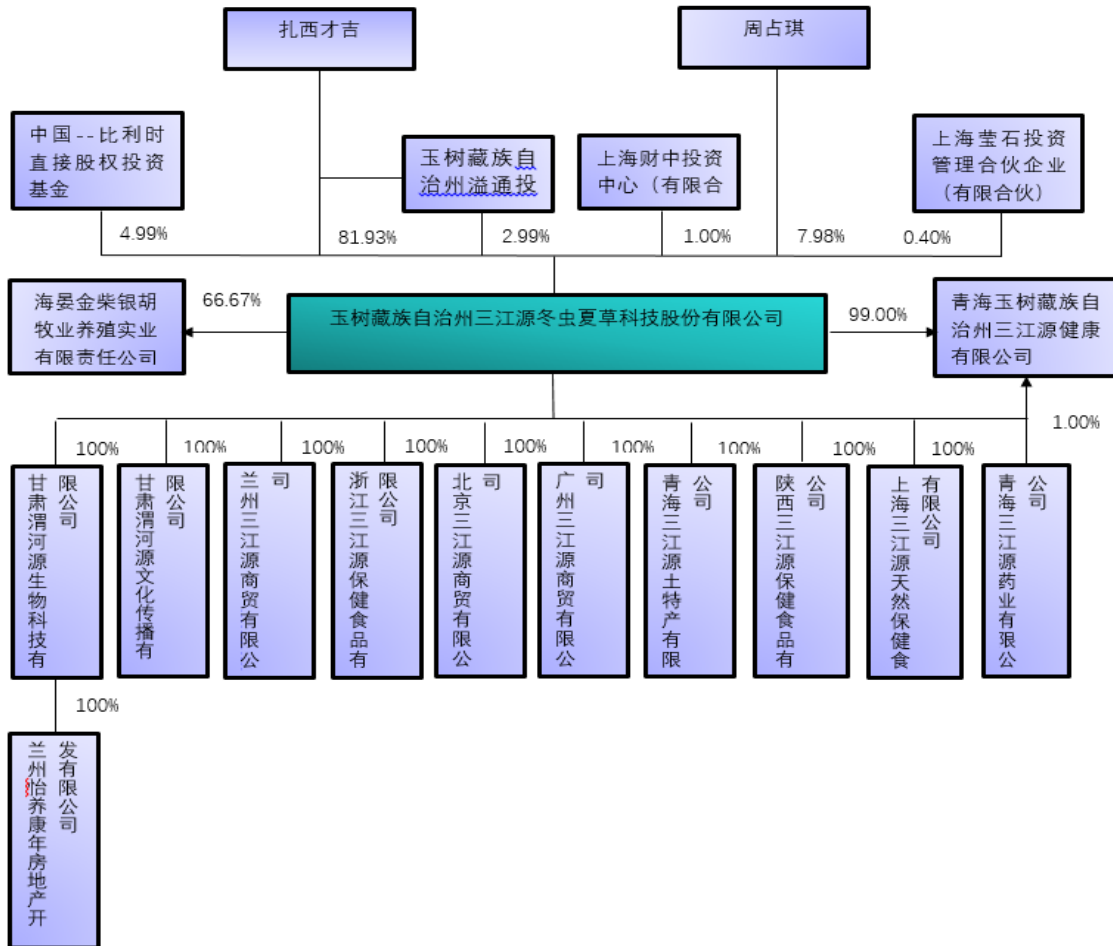 扎西才吉
周占琪
中国--比利时
直接股权投资
基金
玉树藏族自
治州溢通投
上海财中投资
中心（有限合
上海莹石投资
管理合伙企业
（有限合伙）
4.99%
81.93%
2.99%
1.00%
7.98%
0.40%
海晏金柴银胡
牧业养殖实业
有限责任公司
66.67%
玉树藏族自治州三江源冬虫夏草科技股份有限公司
99.00%
青海玉树藏族自
治州三江源健康
有限公司
1.00%
100%
100%
100%
100%
100%
100%
100%
100%
100%
甘肃渭河源生物科技有
限公司
甘肃渭河源文化传播有
限公司
兰州三江源商贸有限公
司
浙江三江源保健食品有
限公司
北京三江源商贸有限公
司
广州三江源商贸有限公
司
青海三江源土特产有限
公司
陕西三江源保健食品有
公司
上海三江源天然保健食
有限公司
青海三江源药业有限公
公司
100%
兰州怡养康年房地产开
发有限公司